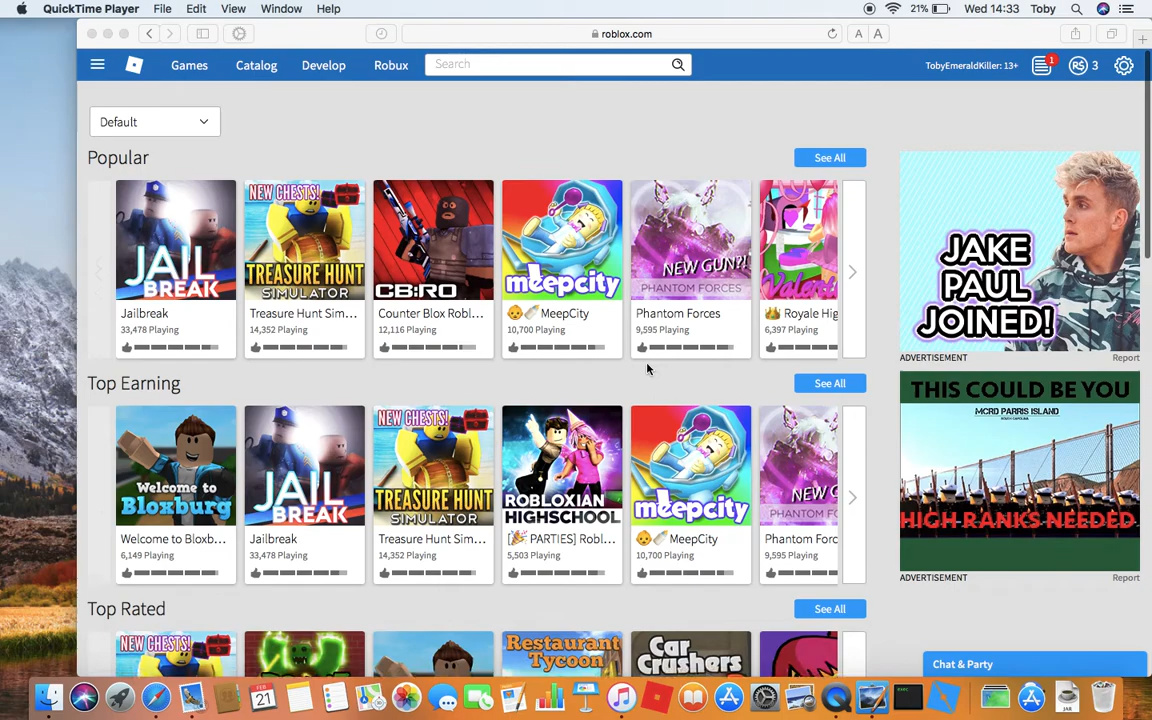 QuickTime Player File Edit View Window Help 21% Wed 14:33 Toby
roblox.com A A
Games Catalog Develop Robux Search TobyEmeraldKiller: 13+ 1 R$ 3
Default
Popular See All
JAIL BREAK
NEW CHESTS! TREASURE HUNT SIMULATOR
CB:RO
meepcity
NEW GUN?! PHANTOM FORCES
Jailbreak
33,478 Playing
Treasure Hunt Sim...
14,352 Playing
Counter Blox Robl...
12,116 Playing
👶🍼 MeepCity
10,700 Playing
Phantom Forces
9,595 Playing
👑 Royale Hig
6,397 Playing
JAKE
PAUL
JOINED!
ADVERTISEMENT Report
Top Earning See All
Welcome to Bloxburg
JAIL BREAK
NEW CHESTS! TREASURE HUNT SIMULATOR
ROBLOXIAN HIGHSCHOOL
meepcity
NEW G
PHANTOM FO
Welcome to Bloxb...
6,149 Playing
Jailbreak
33,478 Playing
Treasure Hunt Sim...
14,352 Playing
[🎉 PARTIES] Robl...
5,503 Playing
👶🍼 MeepCity
10,700 Playing
Phantom Forc
9,595 Playing
THIS COULD BE YOU
MCRD PARRIS ISLAND
HIGH RANKS NEEDED
ADVERTISEMENT Report
Top Rated See All
NEW CHESTS!
Restaurant Tycoon
Car Crushers
Chat & Party
FEB
21